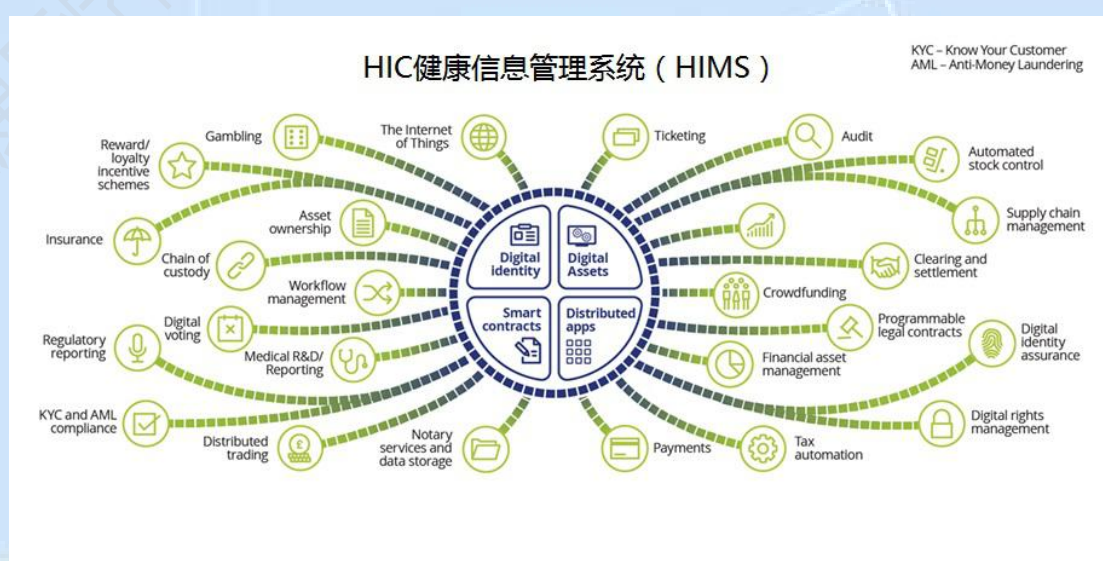 HIC健康信息管理系统（HIMS）
KYC – Know Your Customer
AML – Anti-Money Laundering
Reward/
loyalty
incentive
schemes
Gambling
The Internet
of Things
Ticketing
Audit
Automated
stock control
Insurance
Asset
ownership
Supply chain
management
Chain of
custody
Clearing and
settlement
Workflow
management
Crowdfunding
Digital
voting
Programmable
legal contracts
Regulatory
reporting
Medical R&D/
Reporting
Financial asset
management
Digital
identity
assurance
KYC and AML
compliance
Distributed
trading
Notary
services and
data storage
Payments
Tax
automation
Digital rights
management
Digital
identity
Digital
Assets
Smart
contracts
Distributed
apps